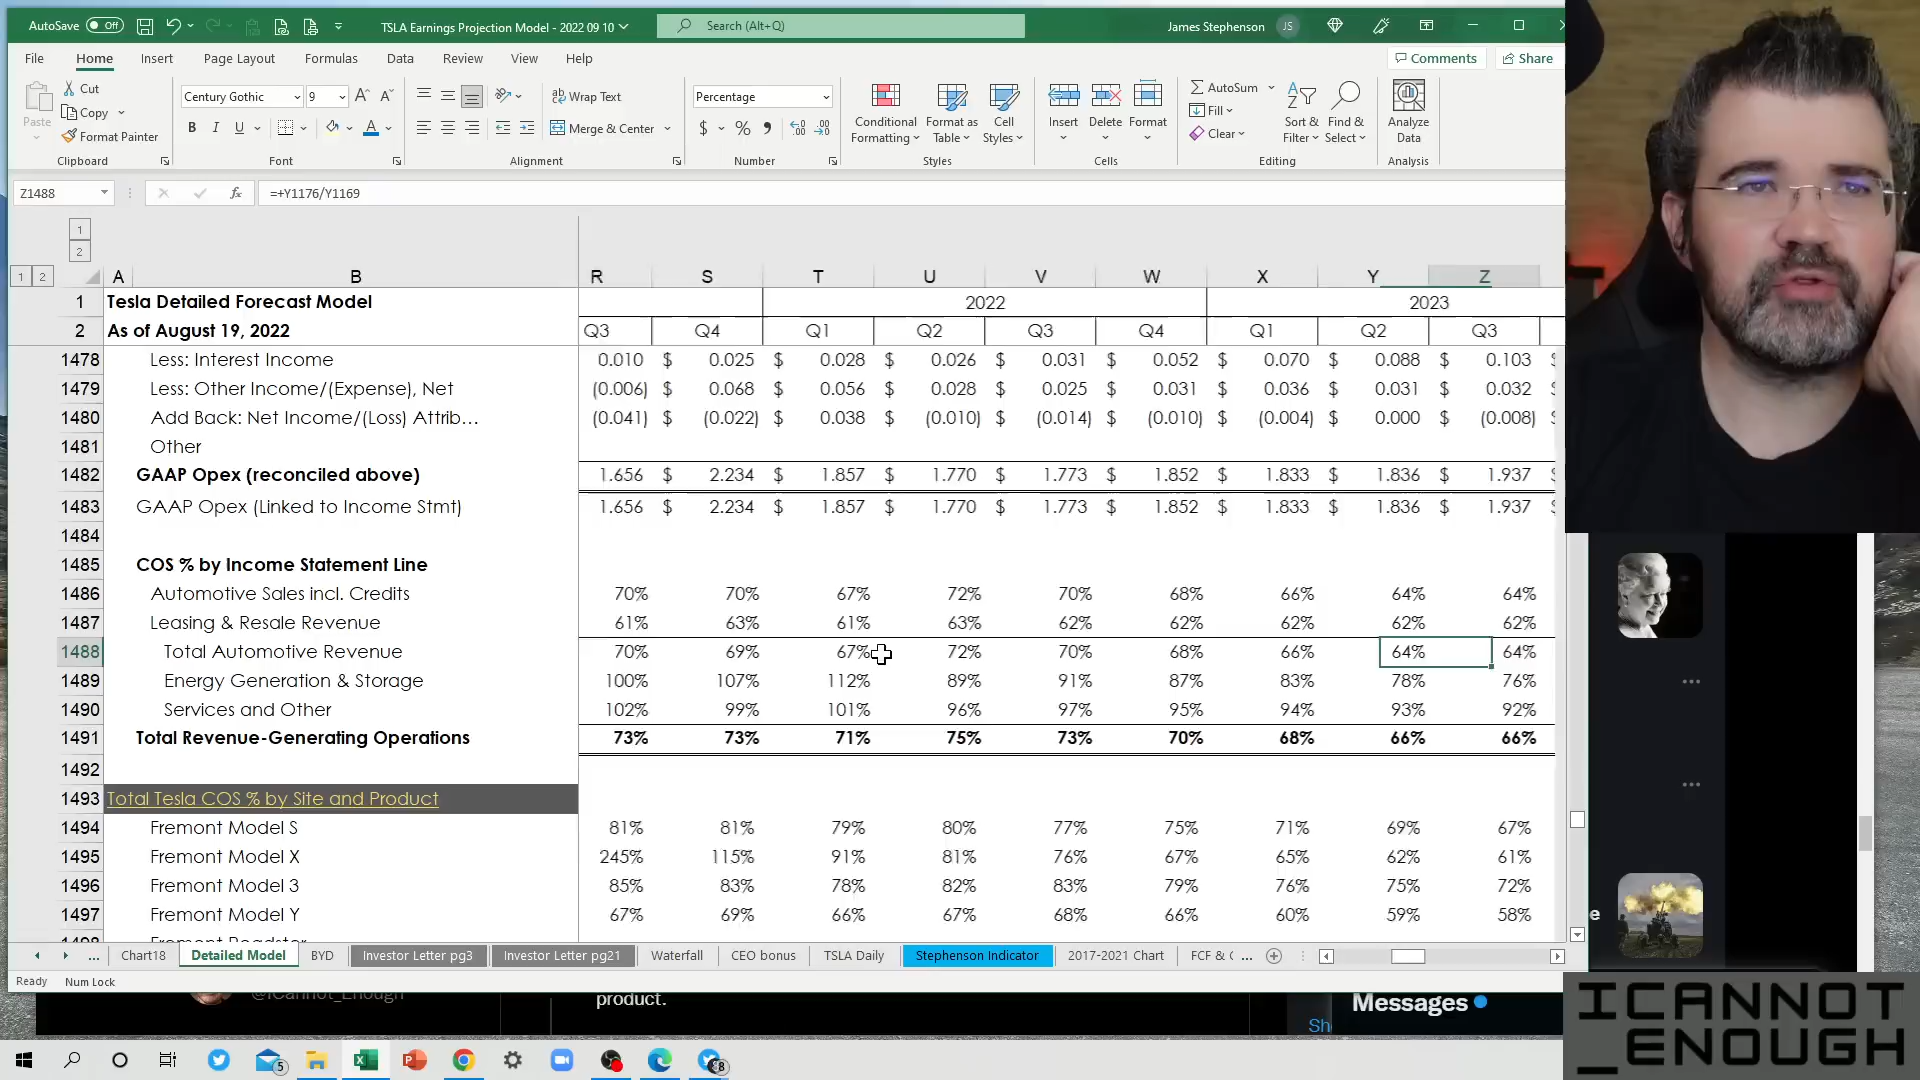 AutoSave Off TSLA Earnings Projection Model - 2022 09 10 Search (Alt+Q) James Stephenson JS
File Home Insert Page Layout Formulas Data Review View Help Comments Share
Paste Cut Copy Format Painter
Century Gothic 9 Wrap Text Merge & Center
Percentage $ %
Conditional Formatting Format as Table Cell Styles
Insert Delete Format
AutoSum Fill Clear Sort & Filter Find & Select Analyze Data
Clipboard Font Alignment Number Styles Cells Editing Analysis
Z1488 fx =+Y1176/Y1169
1
2
1 2 A B R S T U V W X Y Z
1 Tesla Detailed Forecast Model 2022 2023
2 As of August 19, 2022 Q3 Q4 Q1 Q2 Q3 Q4 Q1 Q2 Q3
1478 Less: Interest Income 0.010 $ 0.025 $ 0.028 $ 0.026 $ 0.031 $ 0.052 $ 0.070 $ 0.088 $ 0.103
1479 Less: Other Income/(Expense), Net (0.006) $ 0.068 $ 0.056 $ 0.028 $ 0.025 $ 0.031 $ 0.036 $ 0.031 $ 0.032
1480 Add Back: Net Income/(Loss) Attrib… (0.041) $ (0.022) $ 0.038 $ (0.010) $ (0.014) $ (0.010) $ (0.004) $ 0.000 $ (0.008)
1481 Other
1482 GAAP Opex (reconciled above) 1.656 $ 2.234 $ 1.857 $ 1.770 $ 1.773 $ 1.852 $ 1.833 $ 1.836 $ 1.937
1483 GAAP Opex (Linked to Income Stmt) 1.656 $ 2.234 $ 1.857 $ 1.770 $ 1.773 $ 1.852 $ 1.833 $ 1.836 $ 1.937
1484
1485 COS % by Income Statement Line
1486 Automotive Sales incl. Credits 70% 70% 67% 72% 70% 68% 66% 64% 64%
1487 Leasing & Resale Revenue 61% 63% 61% 63% 62% 62% 62% 62% 62%
1488 Total Automotive Revenue 70% 69% 67% 72% 70% 68% 66% 64% 64%
1489 Energy Generation & Storage 100% 107% 112% 89% 91% 87% 83% 78% 76%
1490 Services and Other 102% 99% 101% 96% 97% 95% 94% 93% 92%
1491 Total Revenue-Generating Operations 73% 73% 71% 75% 73% 70% 68% 66% 66%
1492
1493 Total Tesla COS % by Site and Product
1494 Fremont Model S 81% 81% 79% 80% 77% 75% 71% 69% 67%
1495 Fremont Model X 245% 115% 91% 81% 76% 67% 65% 62% 61%
1496 Fremont Model 3 85% 83% 78% 82% 83% 79% 76% 75% 72%
1497 Fremont Model Y 67% 69% 66% 67% 68% 66% 60% 59% 58%
... Chart18 Detailed Model BYD Investor Letter pg3 Investor Letter pg21 Waterfall CEO bonus TSLA Daily Stephenson Indicator 2017-2021 Chart FCF & ...
Ready Num Lock
@ICannot_Enough product. Messages
5
ICANNOT
_ENOUGH